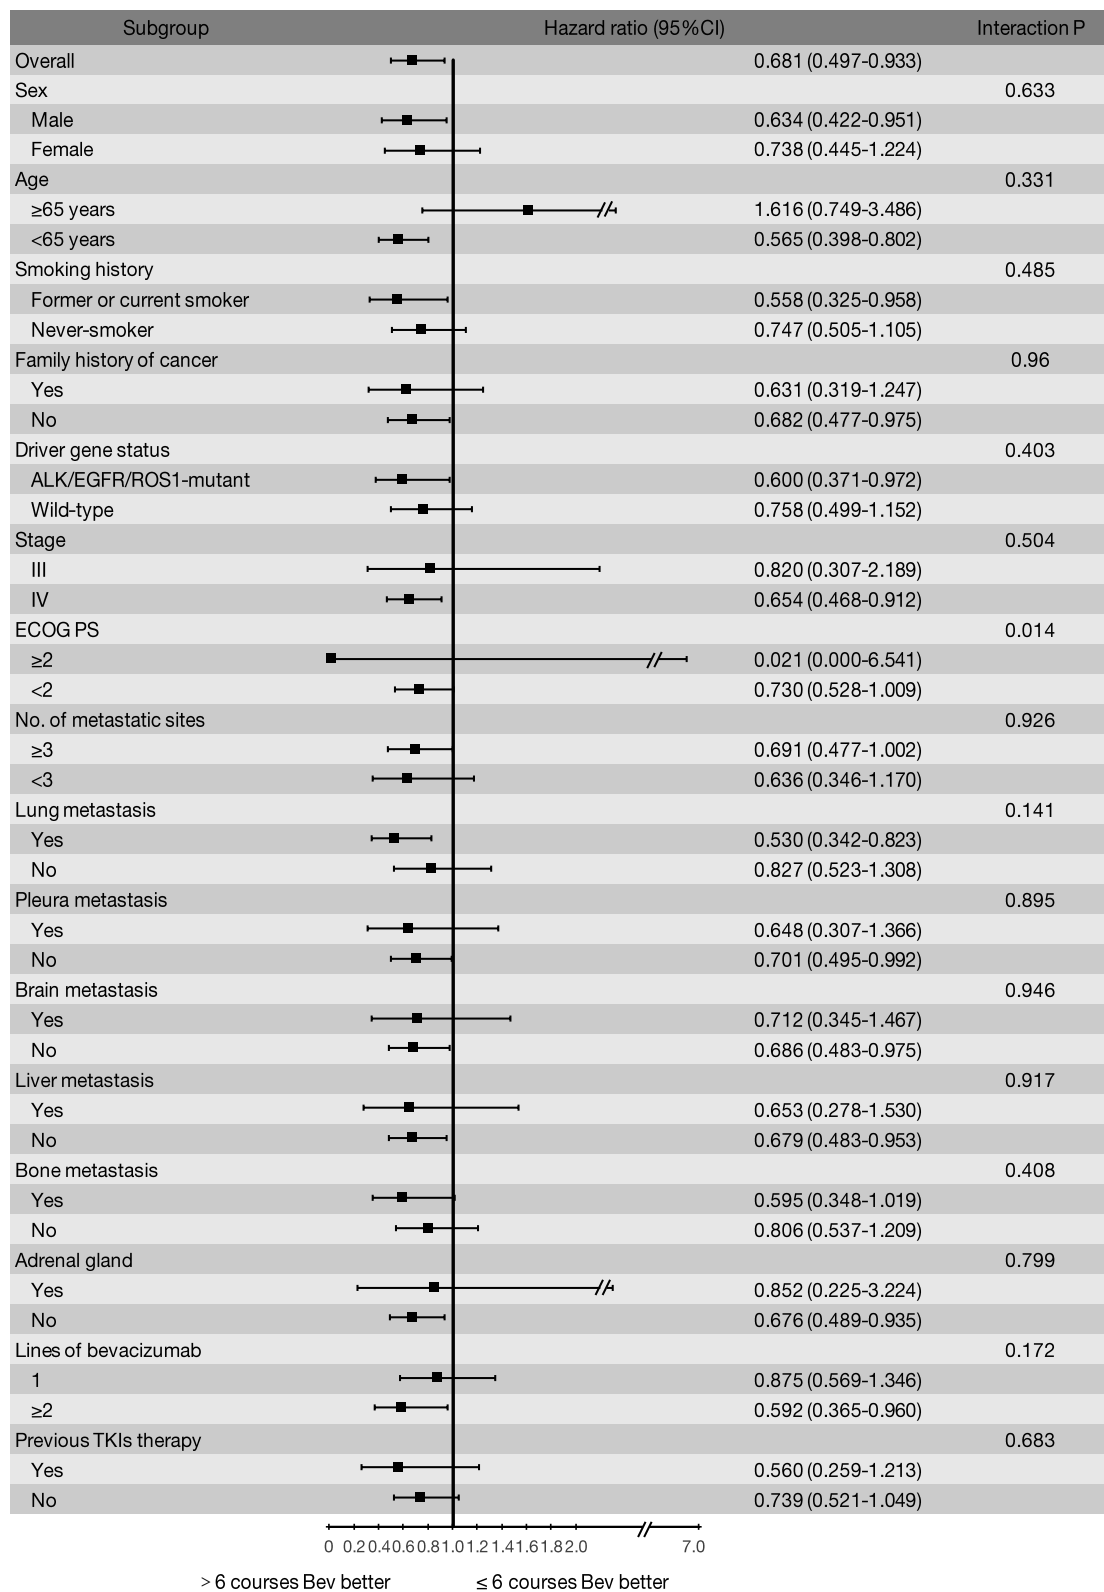 Subgroup Hazard ratio (95%CI) Interaction P
Overall 0.681 (0.497-0.933)
Sex 0.633
Male 0.634 (0.422-0.951)
Female 0.738 (0.445-1.224)
Age 0.331
≥65 years 1.616 (0.749-3.486)
<65 years 0.565 (0.398-0.802)
Smoking history 0.485
Former or current smoker 0.558 (0.325-0.958)
Never-smoker 0.747 (0.505-1.105)
Family history of cancer 0.96
Yes 0.631 (0.319-1.247)
No 0.682 (0.477-0.975)
Driver gene status 0.403
ALK/EGFR/ROS1-mutant 0.600 (0.371-0.972)
Wild-type 0.758 (0.499-1.152)
Stage 0.504
III 0.820 (0.307-2.189)
IV 0.654 (0.468-0.912)
ECOG PS 0.014
≥2 0.021 (0.000-6.541)
<2 0.730 (0.528-1.009)
No. of metastatic sites 0.926
≥3 0.691 (0.477-1.002)
<3 0.636 (0.346-1.170)
Lung metastasis 0.141
Yes 0.530 (0.342-0.823)
No 0.827 (0.523-1.308)
Pleura metastasis 0.895
Yes 0.648 (0.307-1.366)
No 0.701 (0.495-0.992)
Brain metastasis 0.946
Yes 0.712 (0.345-1.467)
No 0.686 (0.483-0.975)
Liver metastasis 0.917
Yes 0.653 (0.278-1.530)
No 0.679 (0.483-0.953)
Bone metastasis 0.408
Yes 0.595 (0.348-1.019)
No 0.806 (0.537-1.209)
Adrenal gland 0.799
Yes 0.852 (0.225-3.224)
No 0.676 (0.489-0.935)
Lines of bevacizumab 0.172
1 0.875 (0.569-1.346)
≥2 0.592 (0.365-0.960)
Previous TKIs therapy 0.683
Yes 0.560 (0.259-1.213)
No 0.739 (0.521-1.049)
0 0.2 0.4 0.6 0.8 1.0 1.2 1.4 1.6 1.8 2.0 7.0
> 6 courses Bev better ≤ 6 courses Bev better